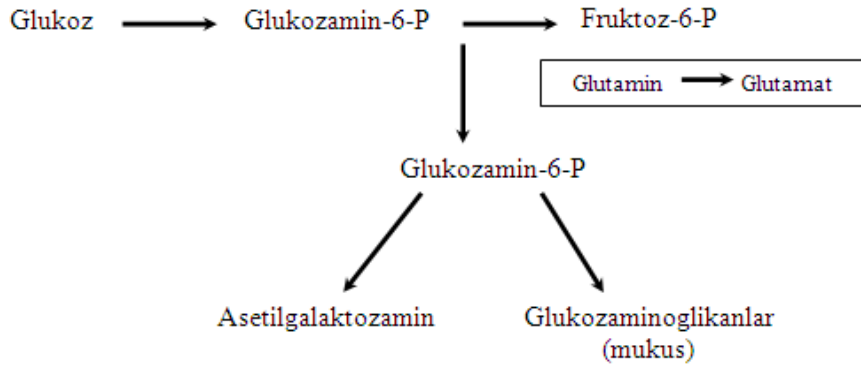 Glukoz Glukozamin-6-P Fruktoz-6-P
Glutamin Glutamat
Glukozamin-6-P
Asetilgalaktozamin Glukozaminoglikanlar
(mukus)